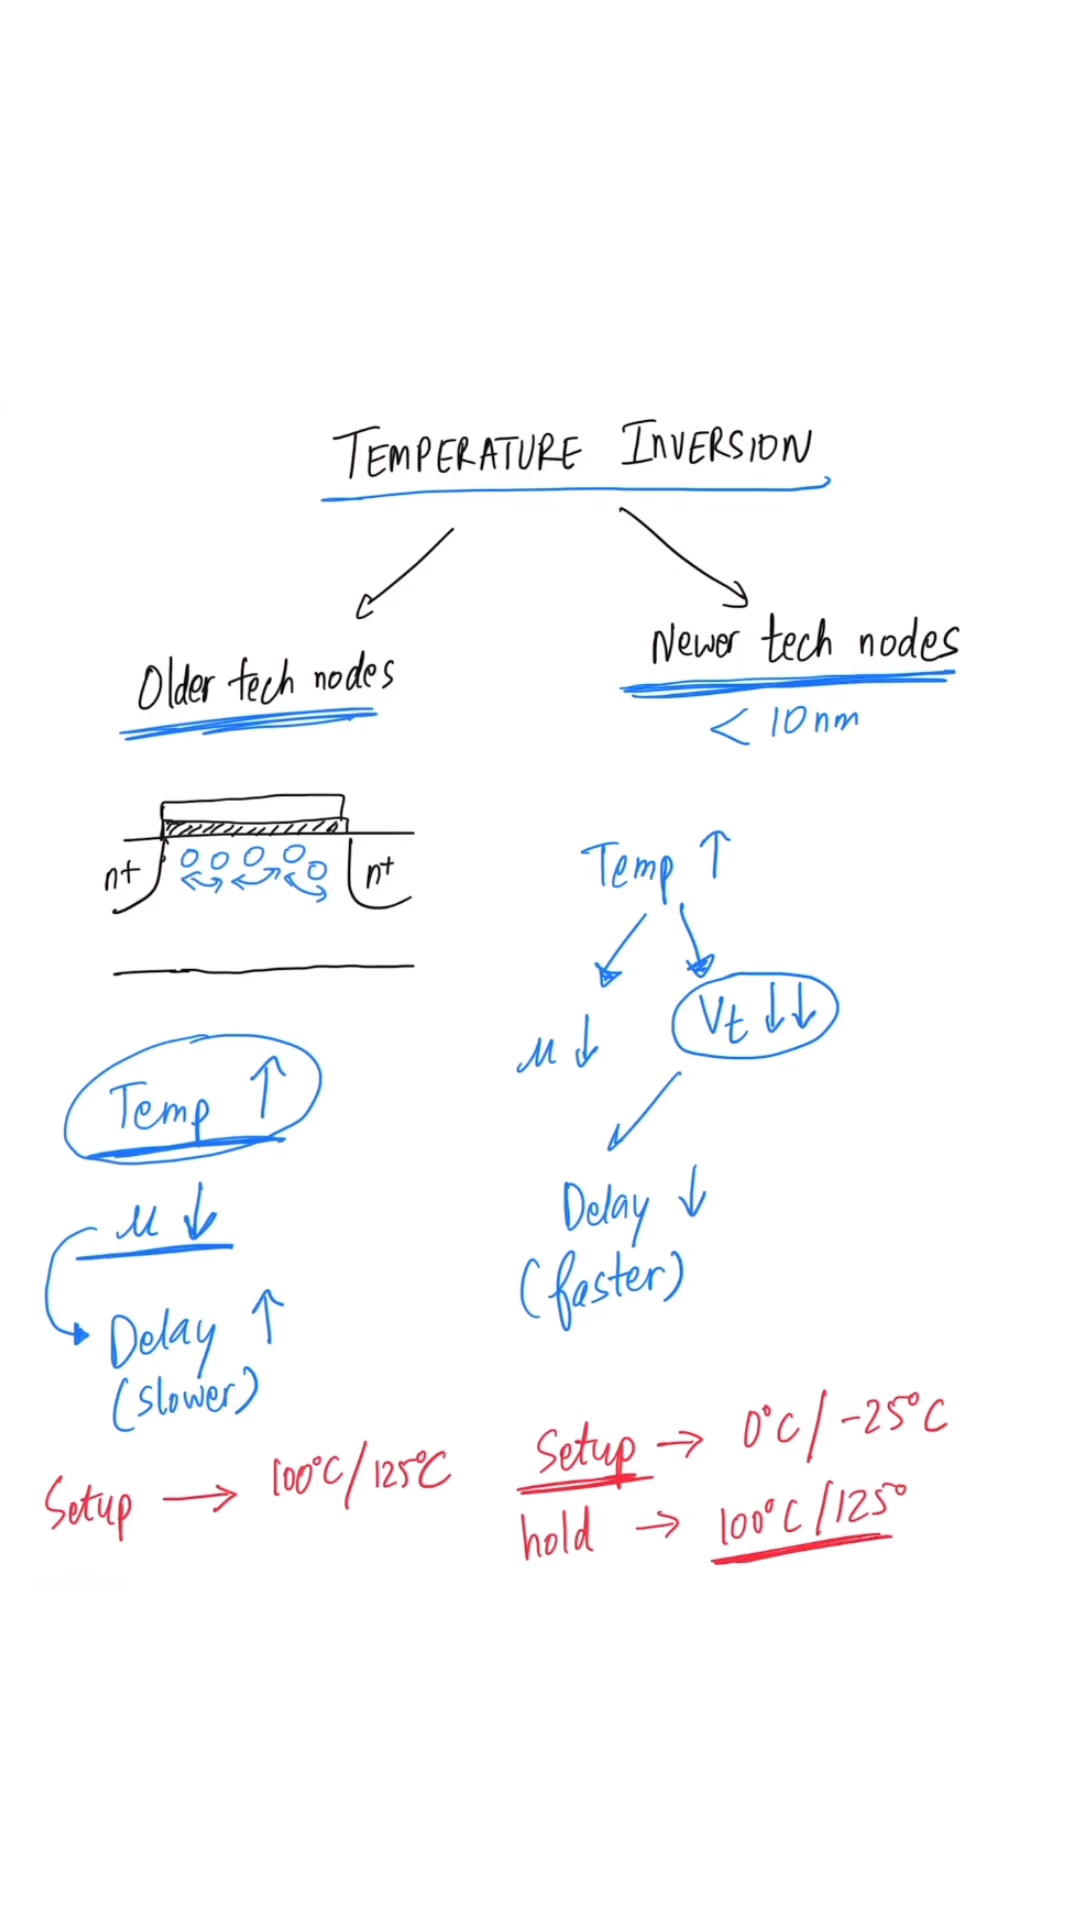 TEMPERATURE INVERSION
Older tech nodes
n+ n+
Temp ↑
μ ↓
Delay ↑
(slower)
Setup → 100°C/125°C
Newer tech nodes
< 10nm
Temp ↑
μ ↓ Vt ↓↓
Delay ↓
(faster)
Setup → 0°C/-25°C
hold → 100°C/125°